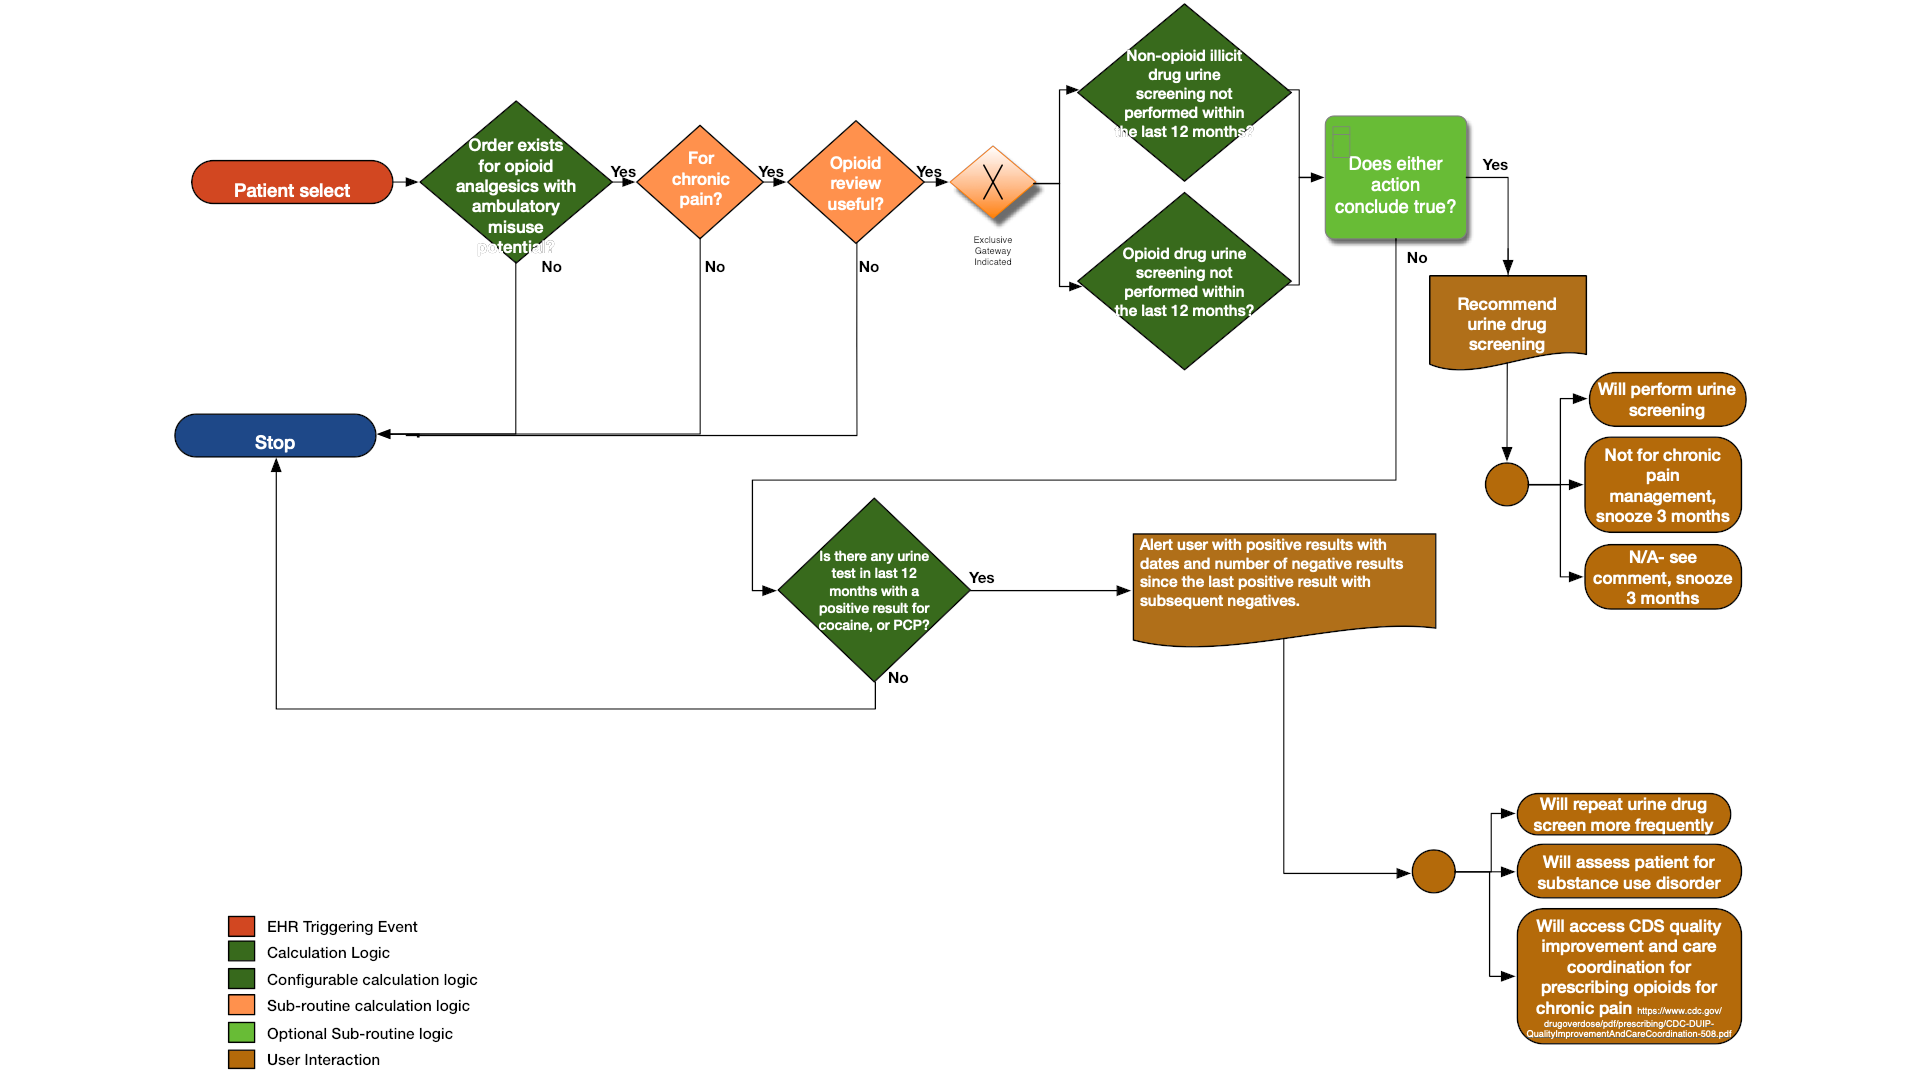 Patient select
Order exists
for opioid
analgesics with
ambulatory
misuse
potential?
Yes
No
For
chronic
pain?
Yes
No
Opioid
review
useful?
Yes
No
X
Exclusive
Gateway
Indicated
Non-opioid illicit
drug urine
screening not
performed within
the last 12 months?
Opioid drug urine
screening not
performed within
the last 12 months?
Does either
action
conclude true?
Yes
No
Recommend
urine drug
screening
Will perform urine
screening
Not for chronic
pain
management,
snooze 3 months
N/A- see
comment, snooze
3 months
Stop
Is there any urine
test in last 12
months with a
positive result for
cocaine, or PCP?
Yes
No
Alert user with positive results with
dates and number of negative results
since the last positive result with
subsequent negatives.
Will repeat urine drug
screen more frequently
Will assess patient for
substance use disorder
Will access CDS quality
improvement and care
coordination for
prescribing opioids for
chronic pain https://www.cdc.gov/
drugoverdose/pdf/prescribing/CDC-DUIP-
QualityImprovementAndCareCoordination-508.pdf
EHR Triggering Event
Calculation Logic
Configurable calculation logic
Sub-routine calculation logic
Optional Sub-routine logic
User Interaction